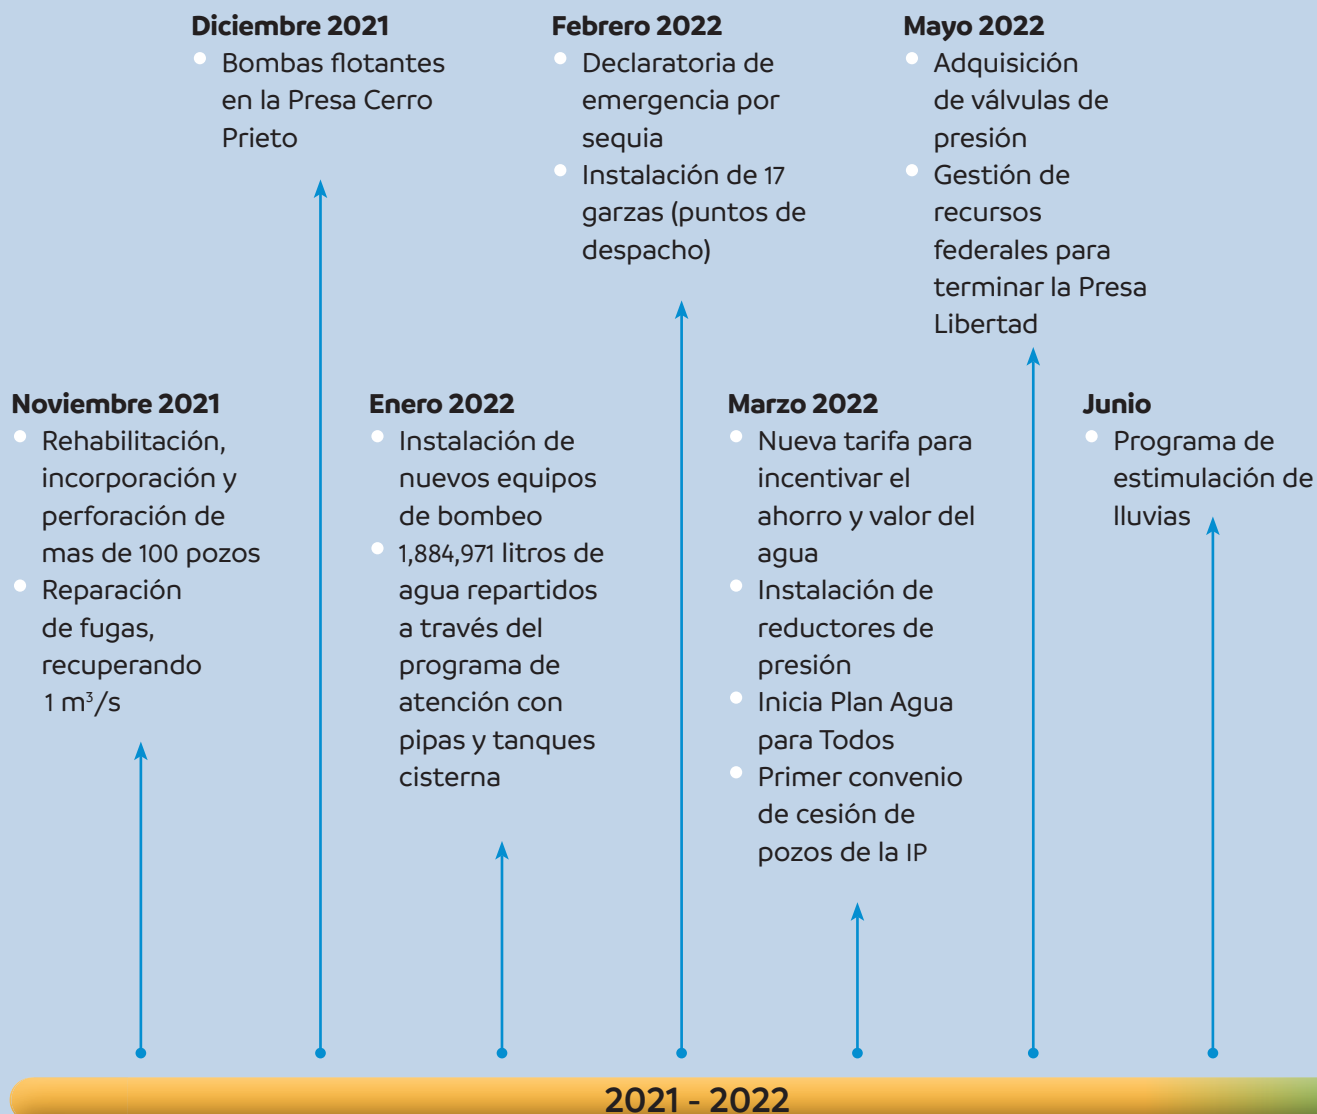 Diciembre 2021
Bombas flotantes
en la Presa Cerro
Prieto
Febrero 2022
Declaratoria de
emergencia por
sequia
Instalación de 17
garzas (puntos de
despacho)
Mayo 2022
Adquisición
de válvulas de
presión
Gestión de
recursos
federales para
terminar la Presa
Libertad
Noviembre 2021
Rehabilitación,
incorporación y
perforación de
mas de 100 pozos
Reparación
de fugas,
recuperando
1 m³/s
Enero 2022
Instalación de
nuevos equipos
de bombeo
1,884,971 litros de
agua repartidos
a través del
programa de
atención con
pipas y tanques
cisterna
Marzo 2022
Nueva tarifa para
incentivar el
ahorro y valor del
agua
Instalación de
reductores de
presión
Inicia Plan Agua
para Todos
Primer convenio
de cesión de
pozos de la IP
Junio
Programa de
estimulación de
lluvias
2021 - 2022